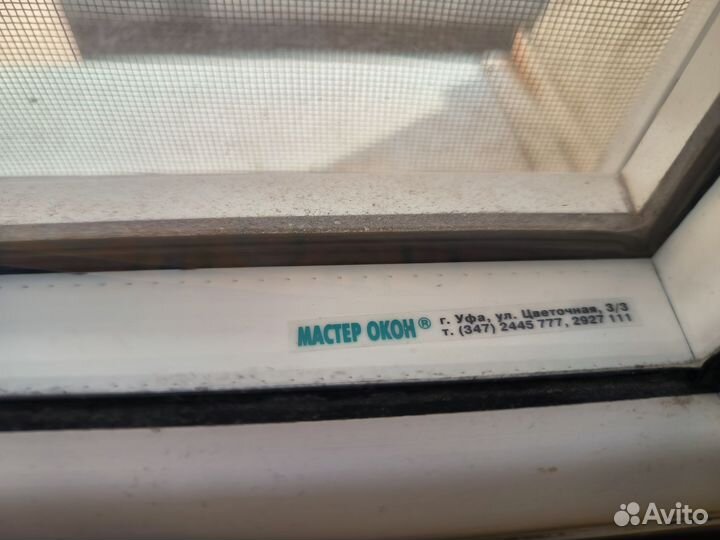 МАСТЕР ОКОН® г. Уфа, ул. Цветочная, 3/3
т. (347) 2445 777, 2927 111
Avito